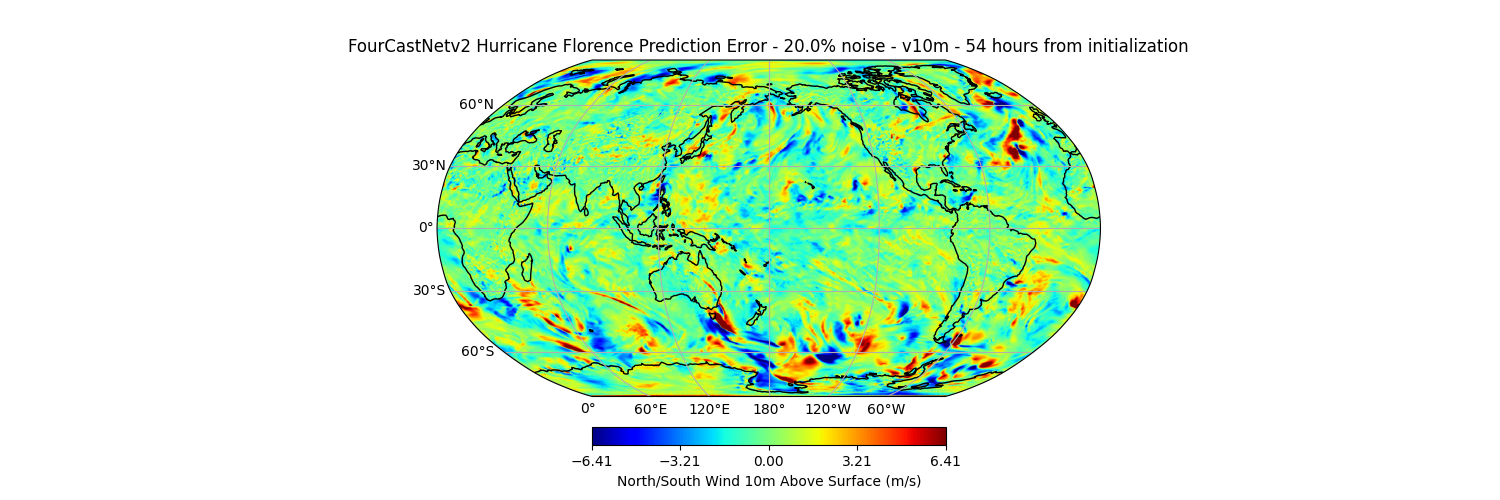 FourCastNetv2 Hurricane Florence Prediction Error - 20.0% noise - v10m - 54 hours from initialization
60°N
30°N
0°
30°S
60°S
0° 60°E 120°E 180° 120°W 60°W
−6.41 −3.21 0.00 3.21 6.41
North/South Wind 10m Above Surface (m/s)